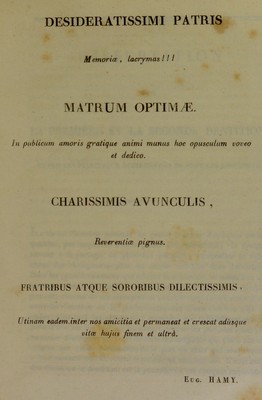 DESIDERATISSIMI PATRIS
Memoriæ, lacrymas!!!
MATRUM OPTIMÆ.
In publicum amoris gratique animi munus hoc opusculum voveo
et dedico.
CHARISSIMIS AVUNCULIS,
Reverentiæ pignus.
FRATRIBUS ATQUE SORORIBUS DILECTISSIMIS.
Utinam eadem inter nos amicitia et permaneat et crescat adusque
vitæ hujus finem et ultrà.
Eug. HAMY.